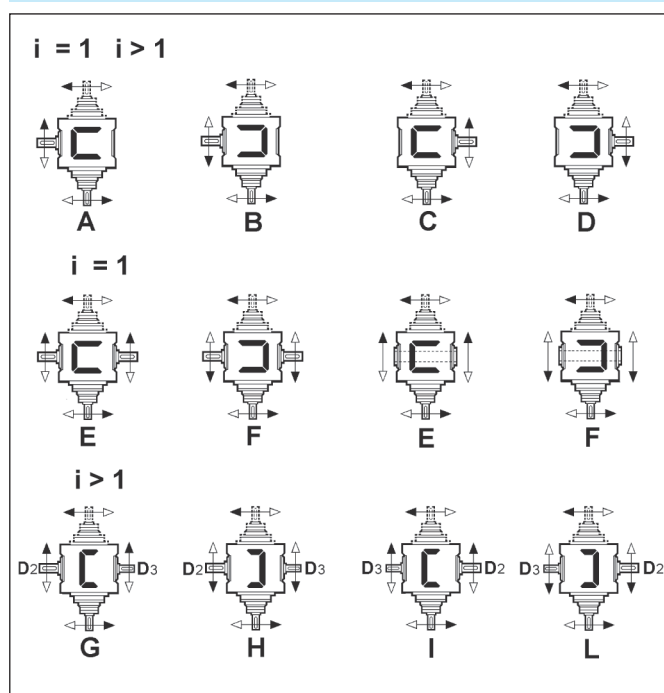 i = 1 i > 1
A B C D
i = 1
E F E F
i > 1
D2 D3 D2 D3 D3 D2 D3 D2
G H I L